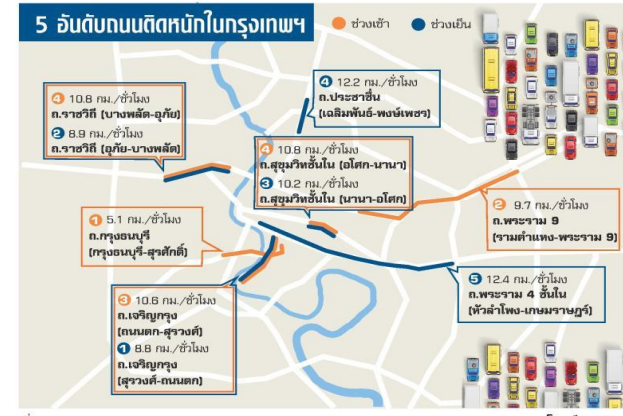 5 อันดับถนนติดหนักในกรุงเทพฯ
ช่วงเช้า
ช่วงเย็น
4 10.8 กม./ชั่วโมง
ถ.ราชวิถี (บางพลัด-อุภัย)
2 8.9 กม./ชั่วโมง
ถ.ราชวิถี (อุภัย-บางพลัด)
4 12.2 กม./ชั่วโมง
ถ.ประชาชื่น
(เฉลิมพันธ์-พงษ์เพชร)
4 10.8 กม./ชั่วโมง
ถ.สุขุมวิทชั้นใน (อโศก-นานา)
3 10.2 กม./ชั่วโมง
ถ.สุขุมวิทชั้นใน (นานา-อโศก)
2 9.7 กม./ชั่วโมง
ถ.พระราม 9
(รามคำแหง-พระราม 9)
1 5.1 กม./ชั่วโมง
ถ.กรุงธนบุรี
(กรุงธนบุรี-สุรศักดิ์)
5 12.4 กม./ชั่วโมง
ถ.พระราม 4 ชั้นใน
(หัวลำโพง-เกษมราษฎร์)
3 10.6 กม./ชั่วโมง
ถ.เจริญกรุง
(ถนนตก-สุรวงศ์)
1 8.8 กม./ชั่วโมง
ถ.เจริญกรุง
(สุรวงศ์-ถนนตก)